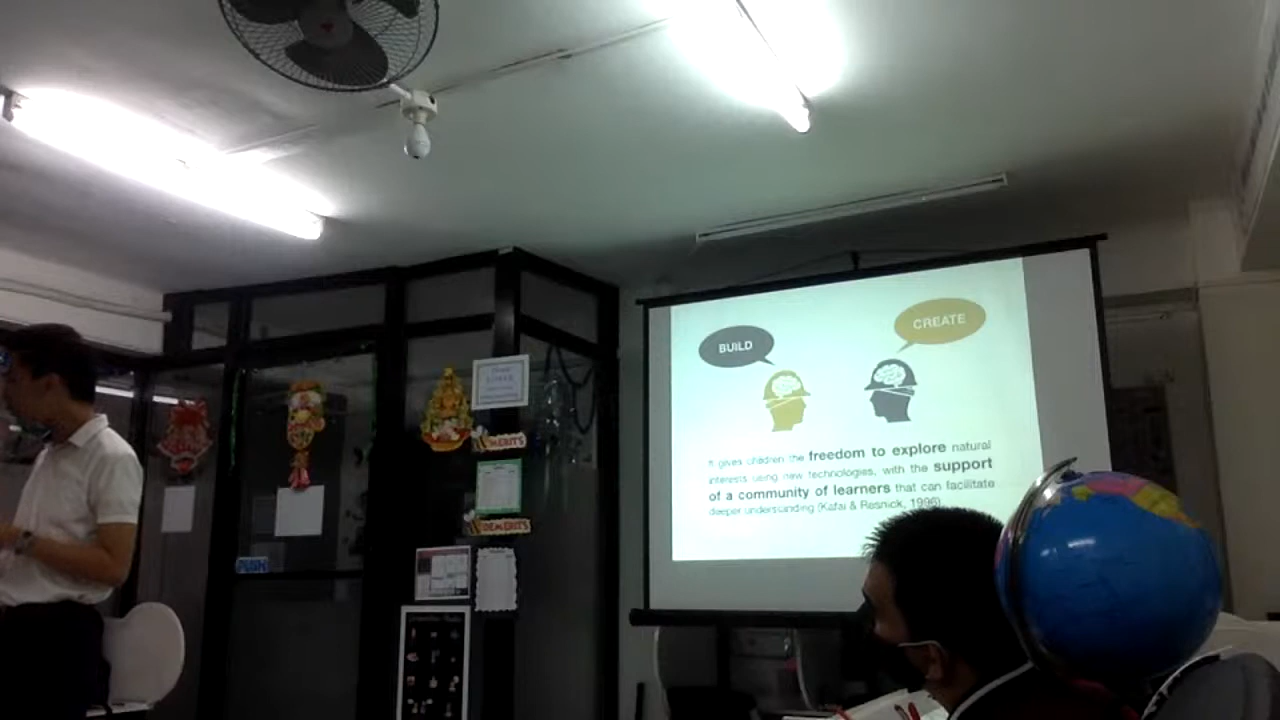 BUILD
CREATE
It gives children the freedom to explore natural
interests using new technologies, with the support
of a community of learners that can facilitate
deeper understanding (Kafai & Resnick, 1996)
MERITS
DEMERITS